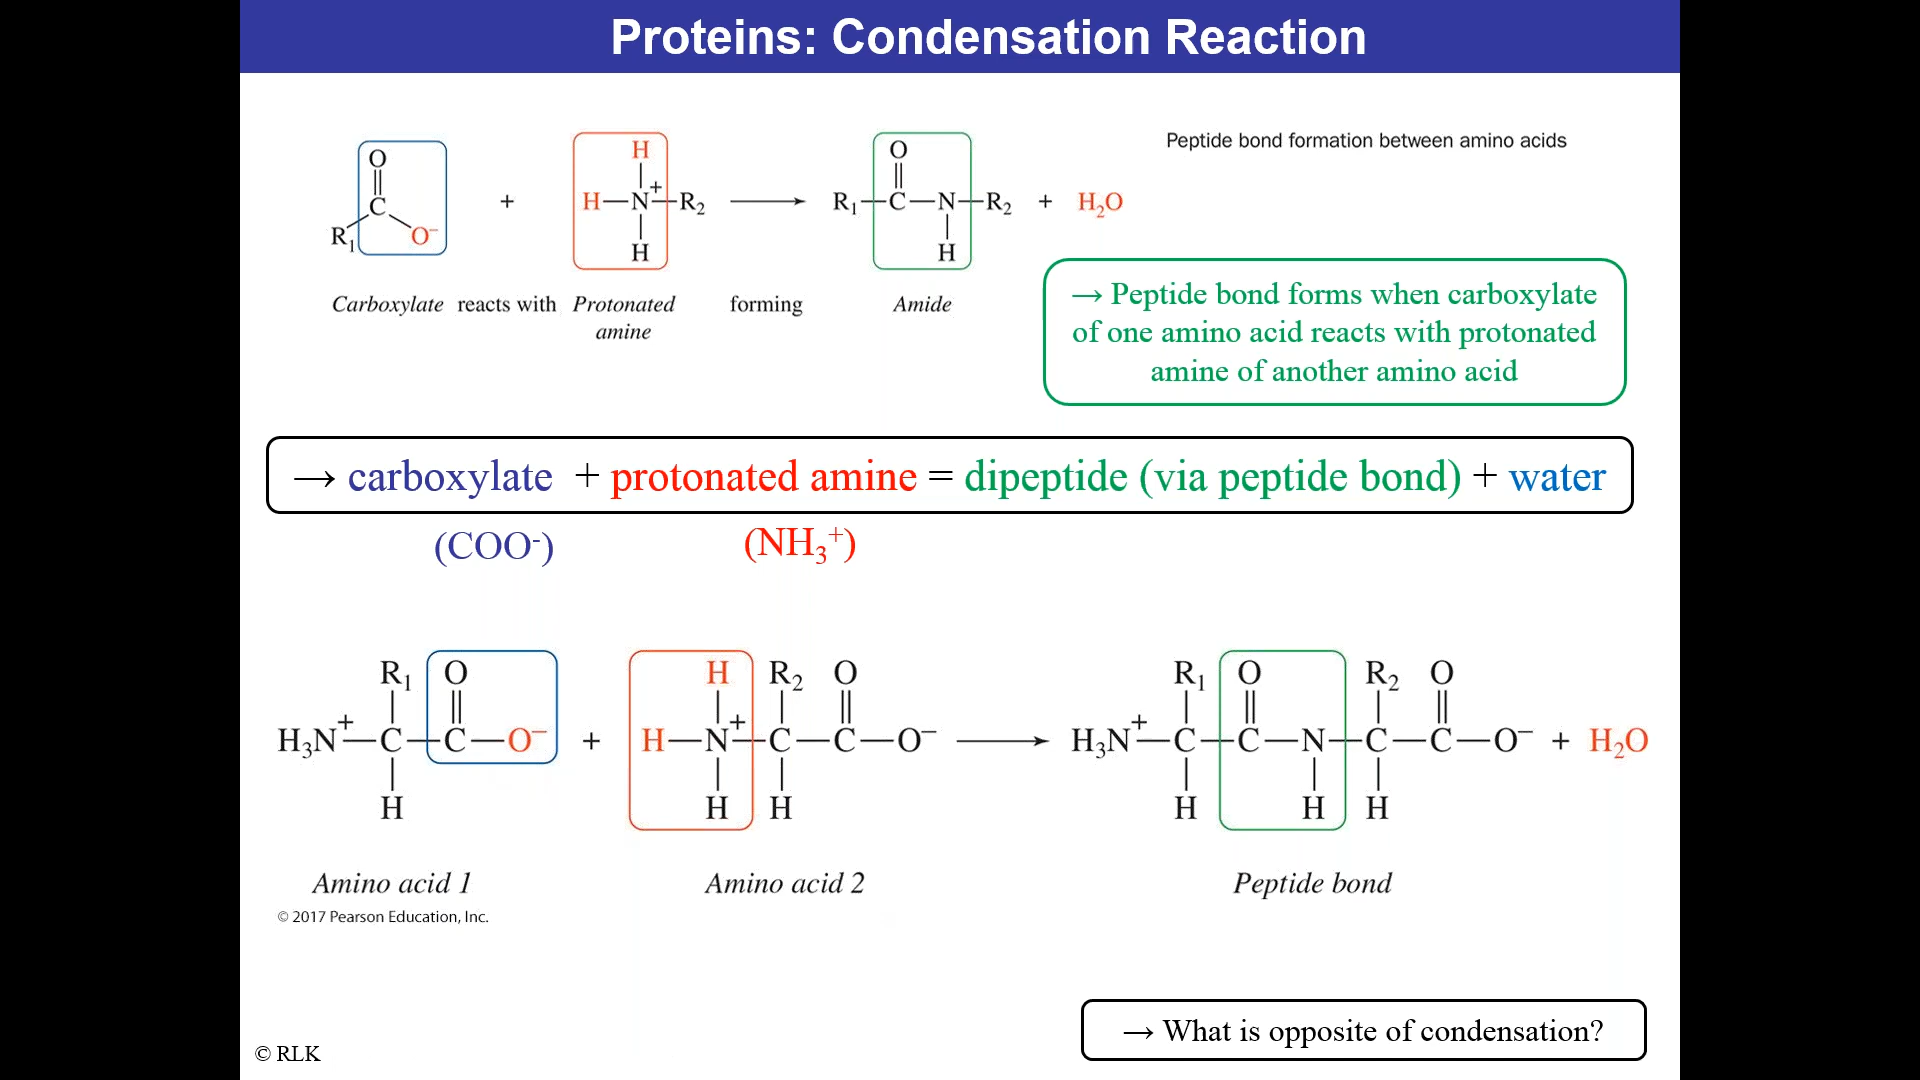 Proteins: Condensation Reaction
Peptide bond formation between amino acids
O
C
R1
O−
+
H
H—N+—R2
H
O
R1—C—N—R2
H
+ H2O
Carboxylate reacts with Protonated amine forming Amide
→ Peptide bond forms when carboxylate
of one amino acid reacts with protonated
amine of another amino acid
→ carboxylate + protonated amine = dipeptide (via peptide bond) + water
(COO-) (NH3+)
R1 O H R2 O R1 O R2 O
H3N+—C—C—O− + H—N+—C—C—O− ⟶ H3N+—C—C—N—C—C—O− + H2O
H H H H H H
Amino acid 1 Amino acid 2 Peptide bond
© 2017 Pearson Education, Inc.
→ What is opposite of condensation?
© RLK